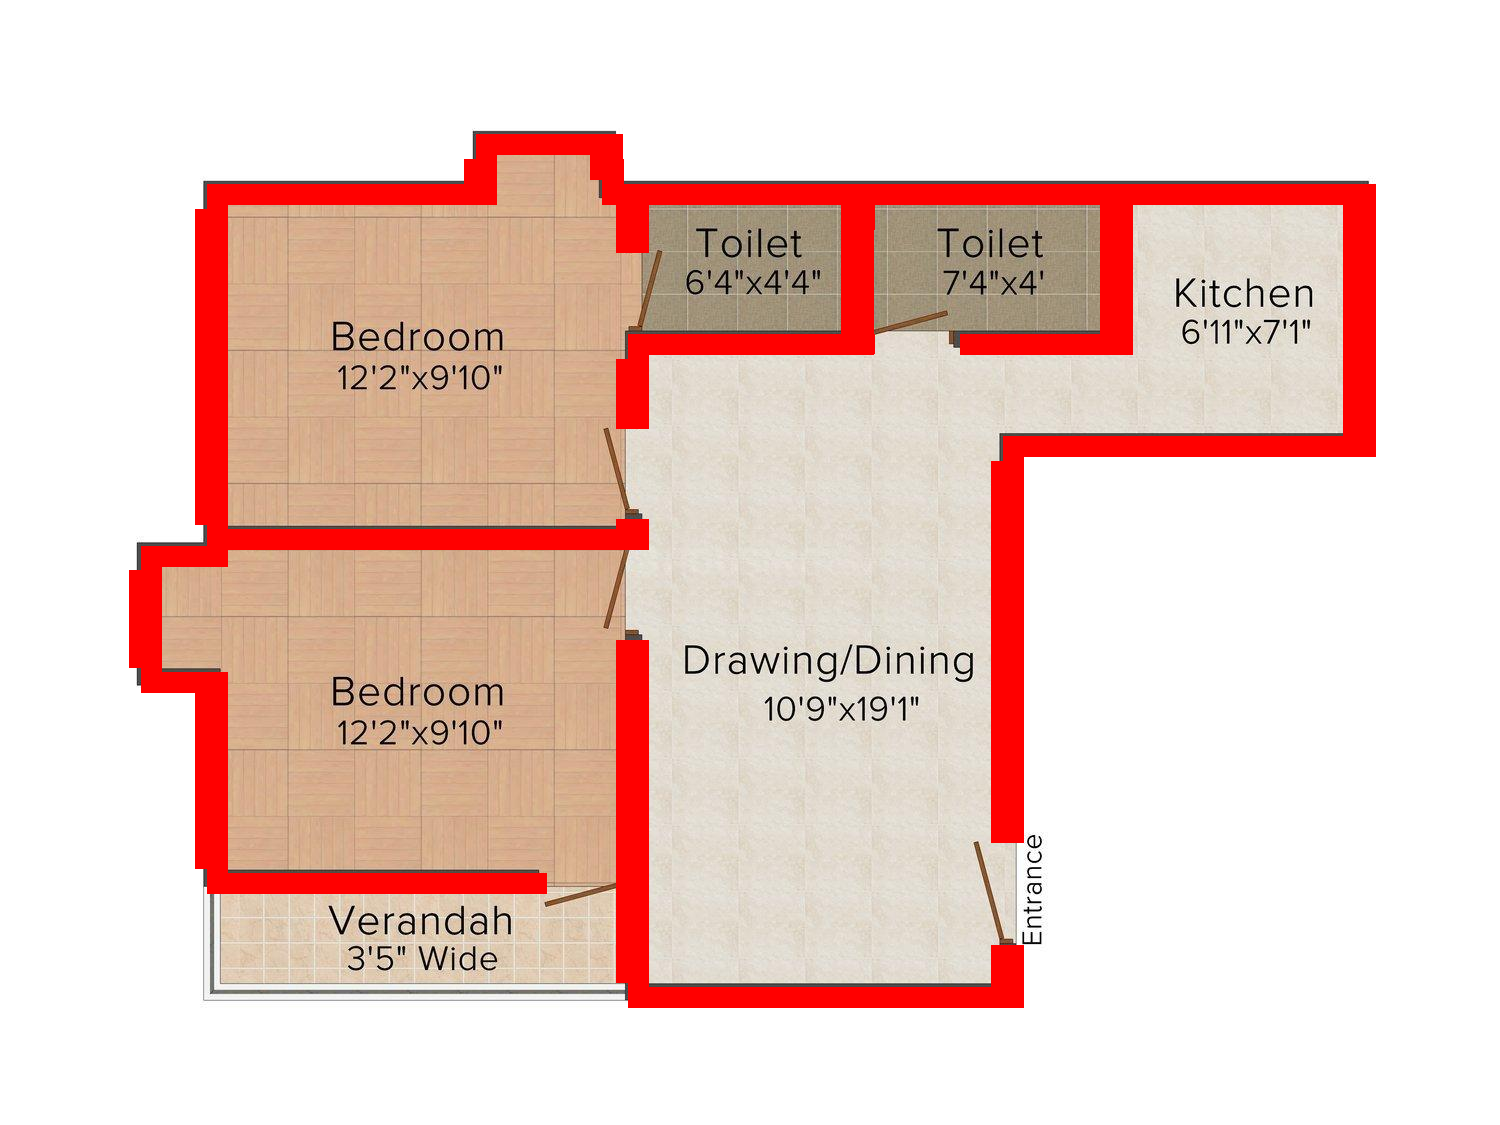 Toilet
6'4"x4'4"
Toilet
7'4"x4'
Kitchen
6'11"x7'1"
Bedroom
12'2"x9'10"
Drawing/Dining
10'9"x19'1"
Bedroom
12'2"x9'10"
Entrance
Verandah
3'5" Wide